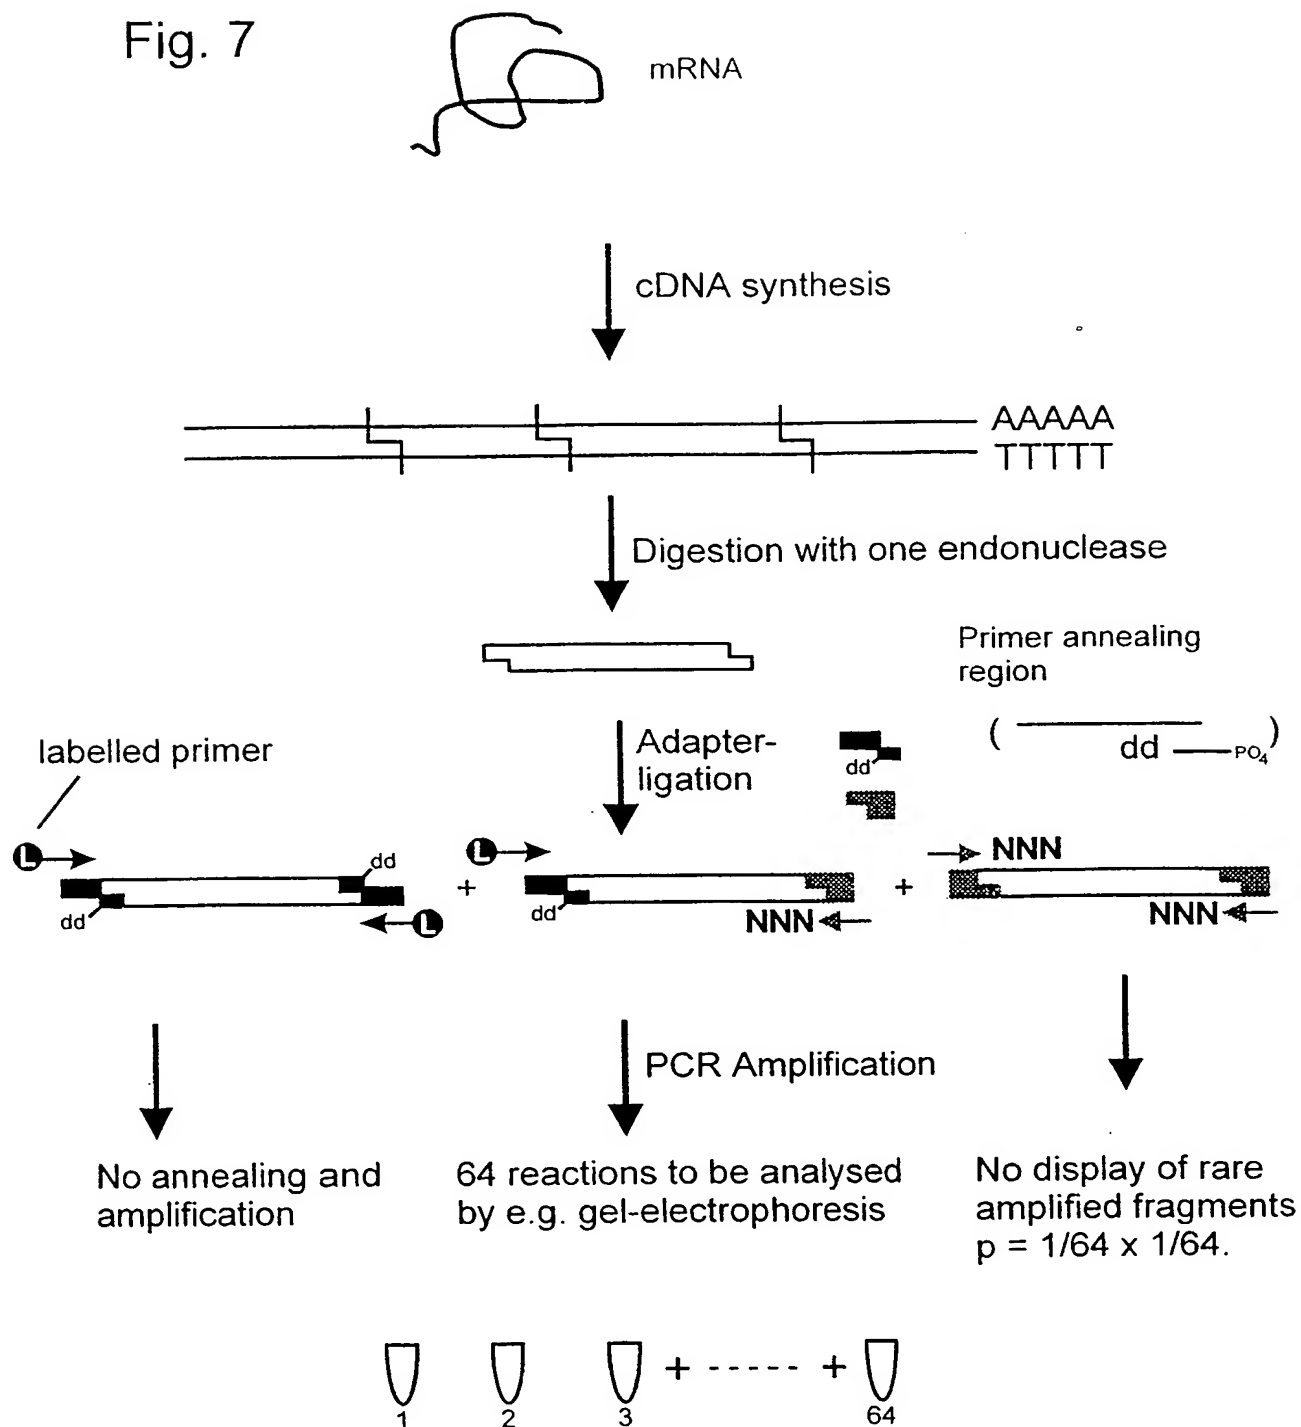 Fig. 7
mRNA
cDNA synthesis
AAAAA
TTTTT
Digestion with one endonuclease
Primer annealing
region
labelled primer
Adapter-
ligation
dd
( dd PO4 )
L
dd
dd
L
+
L
dd
NNN
+
NNN
NNN
PCR Amplification
No annealing and
amplification
64 reactions to be analysed
by e.g. gel-electrophoresis
No display of rare
amplified fragments
p = 1/64 x 1/64.
+ ----- +
1 2 3 64